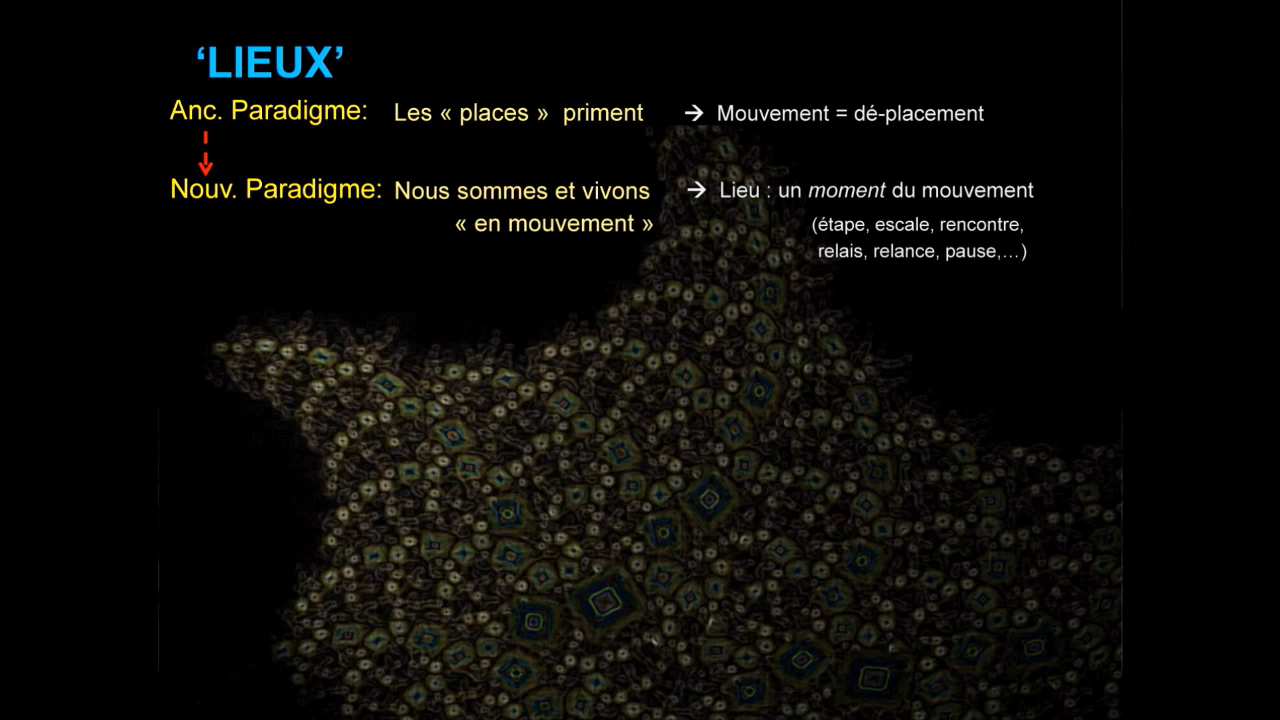 ‘LIEUX’
Anc. Paradigme: Les « places » priment → Mouvement = dé-placement
Nouv. Paradigme: Nous sommes et vivons → Lieu : un moment du mouvement
« en mouvement » (étape, escale, rencontre,
relais, relance, pause,…)